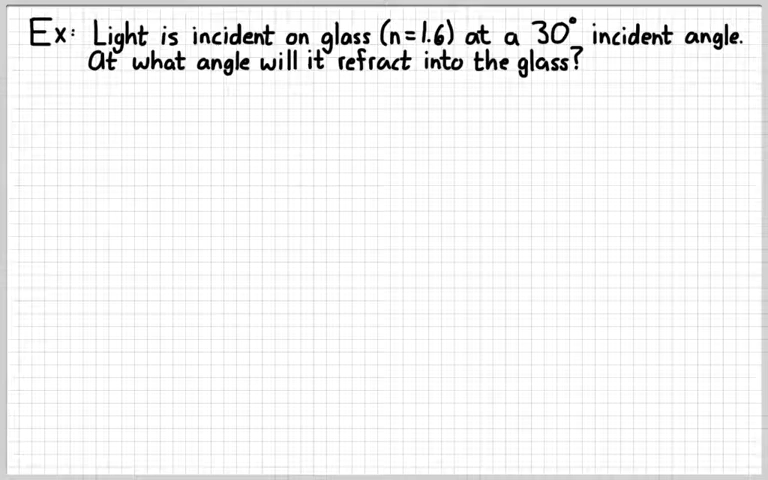 Ex: Light is incident on glass (n=1.6) at a 30° incident angle.
At what angle will it refract into the glass?